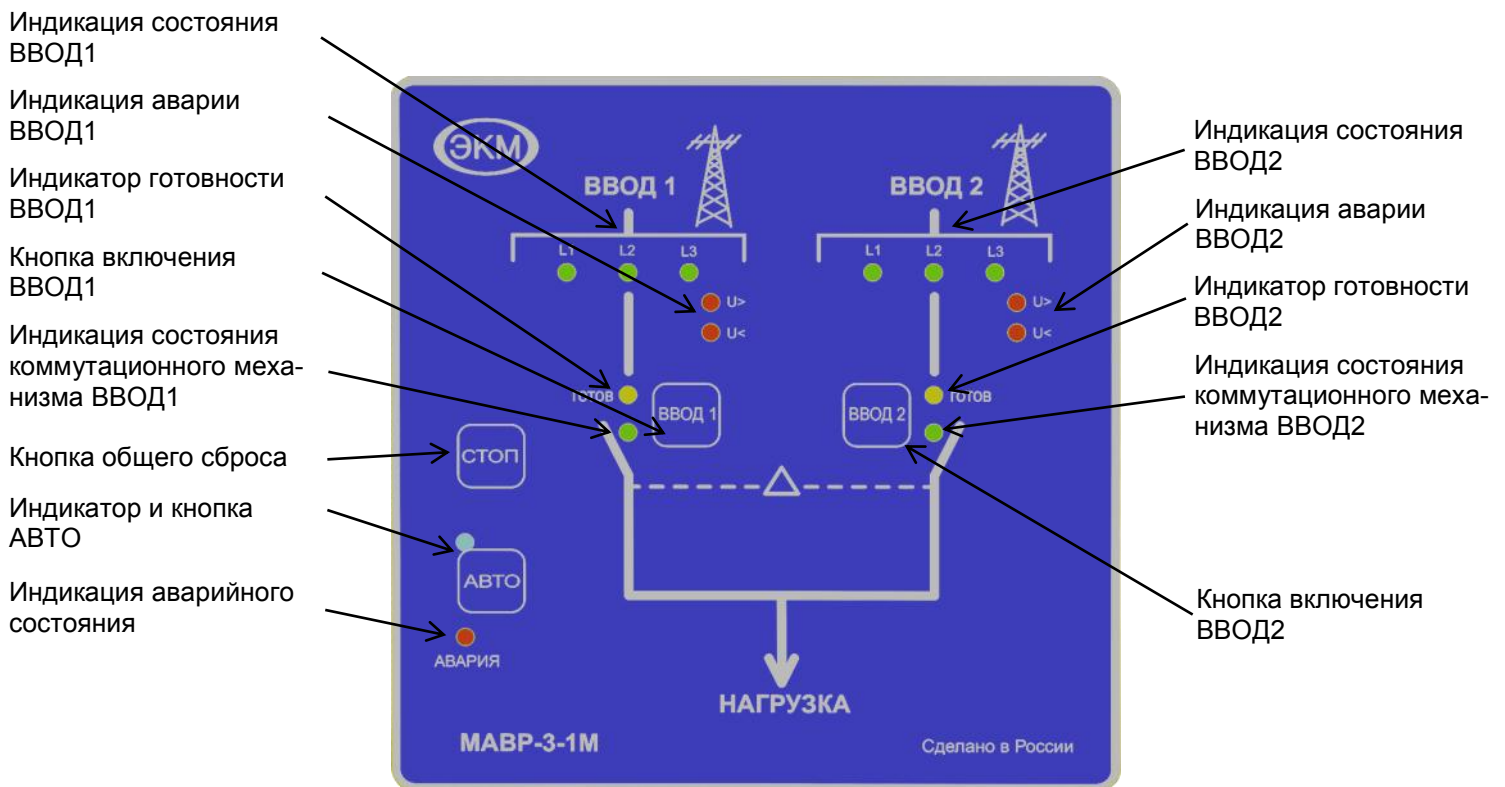 Индикация состояния
ВВОД1
Индикация аварии
ВВОД1
Индикатор готовности
ВВОД1
Кнопка включения
ВВОД1
Индикация состояния
коммутационного меха-
низма ВВОД1
Кнопка общего сброса
Индикатор и кнопка
АВТО
Индикация аварийного
состояния
ЭКМ
ВВОД 1
L1 L2 L3
U>
U<
ГОТОВ
ВВОД 1
ВВОД 2
L1 L2 L3
U>
U<
ВВОД 2
ГОТОВ
СТОП
АВТО
АВАРИЯ
НАГРУЗКА
МАВР-3-1М
Сделано в России
Индикация состояния
ВВОД2
Индикация аварии
ВВОД2
Индикатор готовности
ВВОД2
Индикация состояния
коммутационного меха-
низма ВВОД2
Кнопка включения
ВВОД2